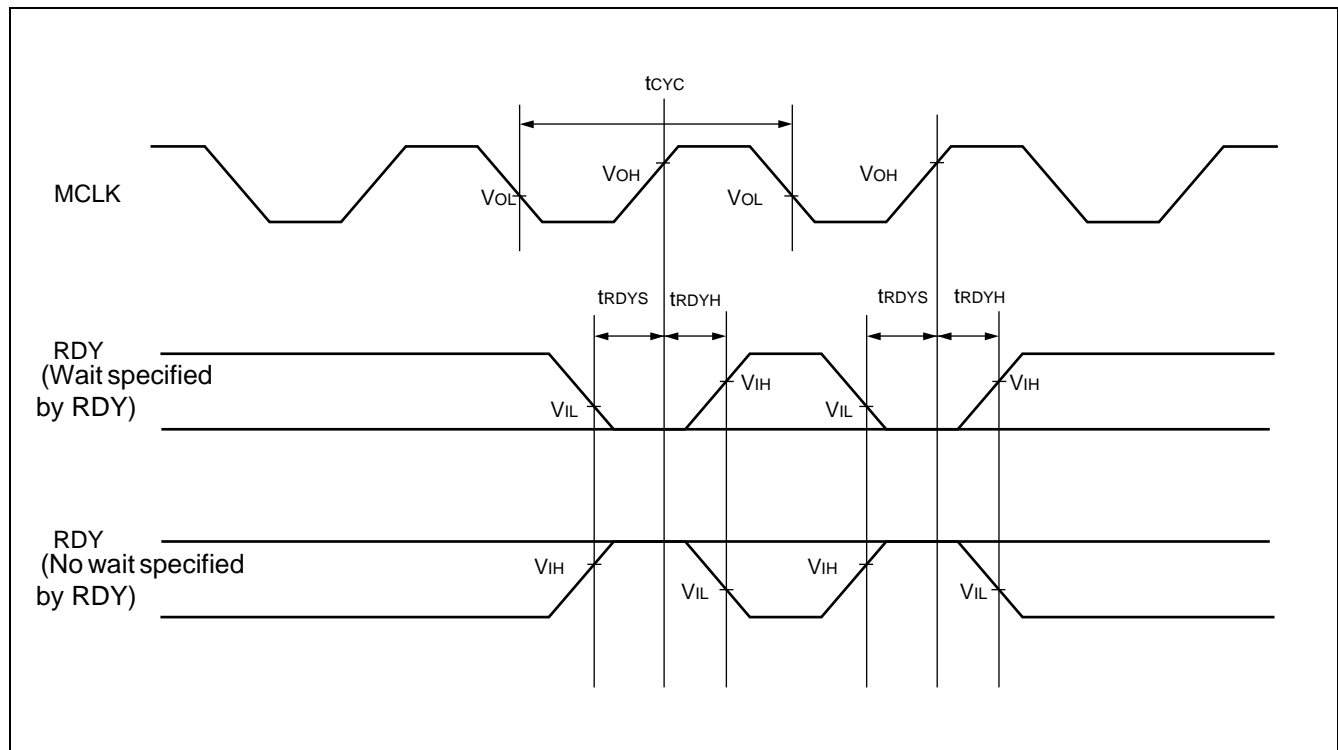 tCYC
MCLK
VOL
VOH
VOL
VOH
tRDYS
tRDYH
tRDYS
tRDYH
RDY
(Wait specified
by RDY)
VIL
VIH
VIL
VIH
RDY
(No wait specified
by RDY)
VIH
VIL
VIH
VIL